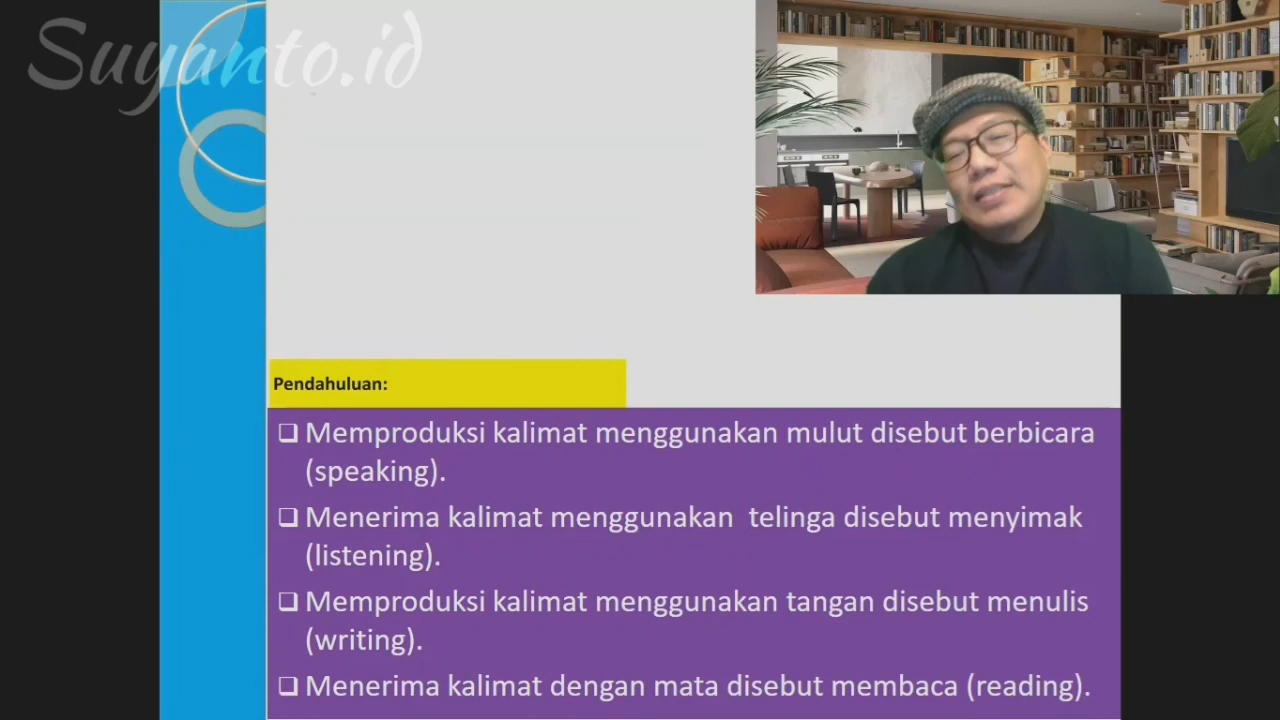 Suyanto.id
Pendahuluan:
❑ Memproduksi kalimat menggunakan mulut disebut berbicara
(speaking).
❑ Menerima kalimat menggunakan telinga disebut menyimak
(listening).
❑ Memproduksi kalimat menggunakan tangan disebut menulis
(writing).
❑ Menerima kalimat dengan mata disebut membaca (reading).